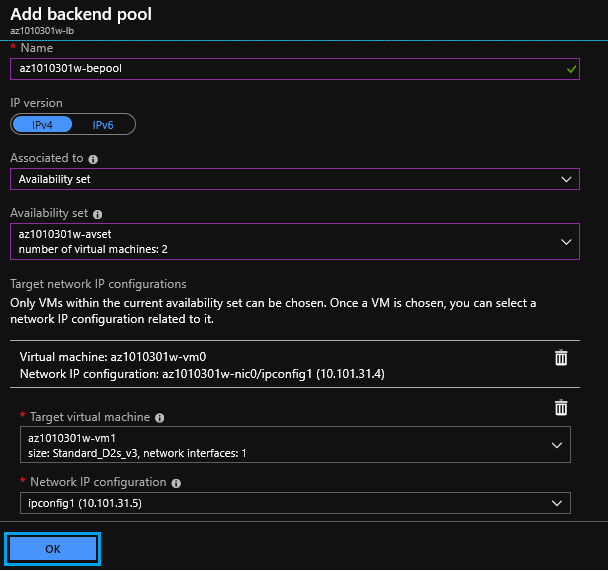 Add backend pool
az1010301w-lb
* Name
az1010301w-bepool
IP version
IPv4 IPv6
Associated to
Availability set
Availability set
az1010301w-avset
number of virtual machines: 2
Target network IP configurations
Only VMs within the current availability set can be chosen. Once a VM is chosen, you can select a
network IP configuration related to it.
Virtual machine: az1010301w-vm0
Network IP configuration: az1010301w-nic0/ipconfig1 (10.101.31.4)
* Target virtual machine
az1010301w-vm1
size: Standard_D2s_v3, network interfaces: 1
* Network IP configuration
ipconfig1 (10.101.31.5)
OK